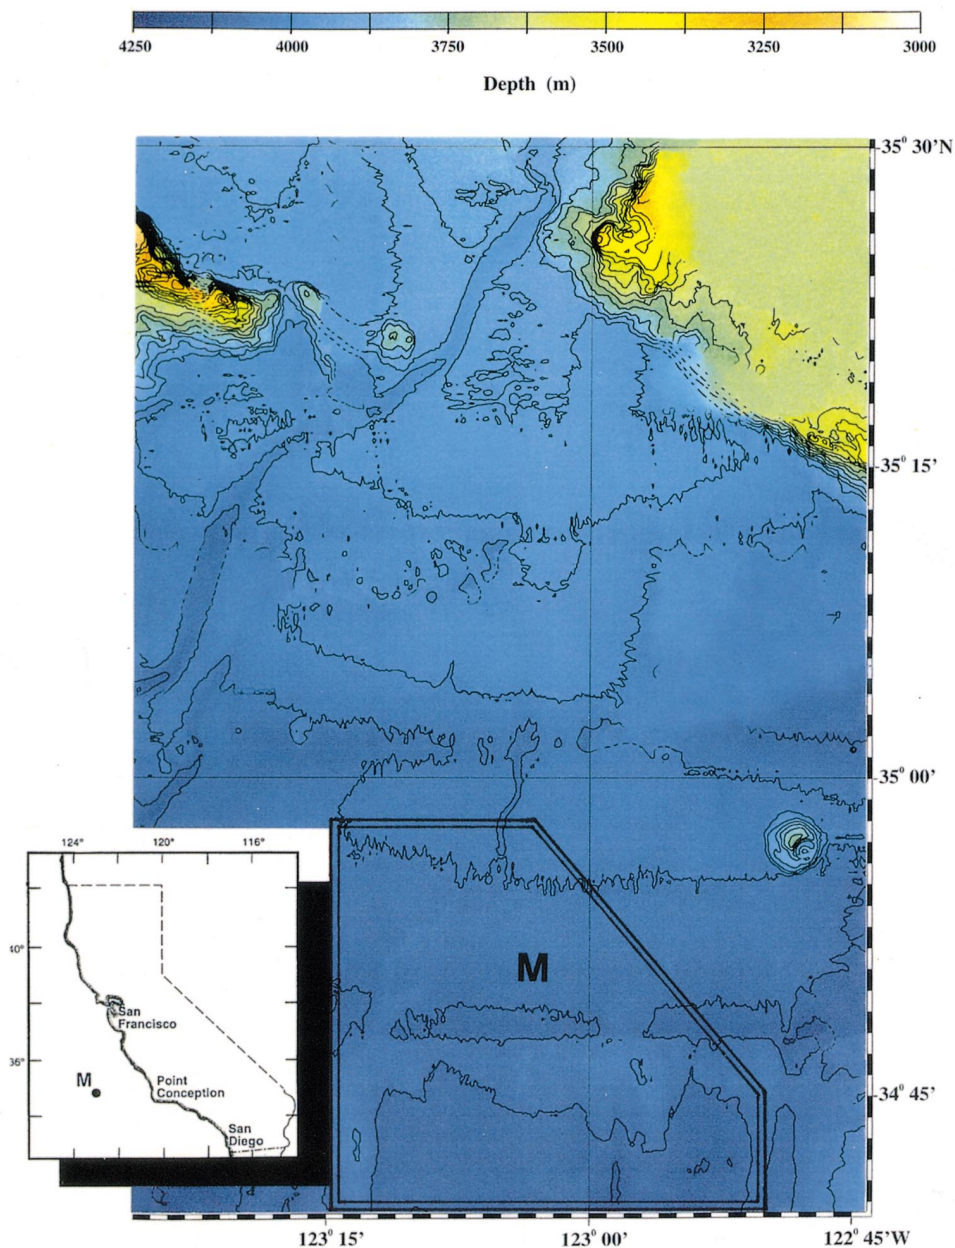 4250 4000 3750 3500 3250 3000
Depth (m)
35° 30'N
35° 15'
35° 00'
124° 120° 116°
40°
M
San
Francisco
36°
M
Point
Conception
34° 45'
San
Diego
123° 15' 123° 00' 122° 45'W